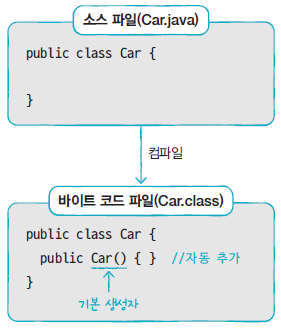 소스 파일(Car.java)
public class Car {
}
컴파일
바이트 코드 파일(Car.class)
public class Car {
public Car() { } //자동 추가
}
기본 생성자